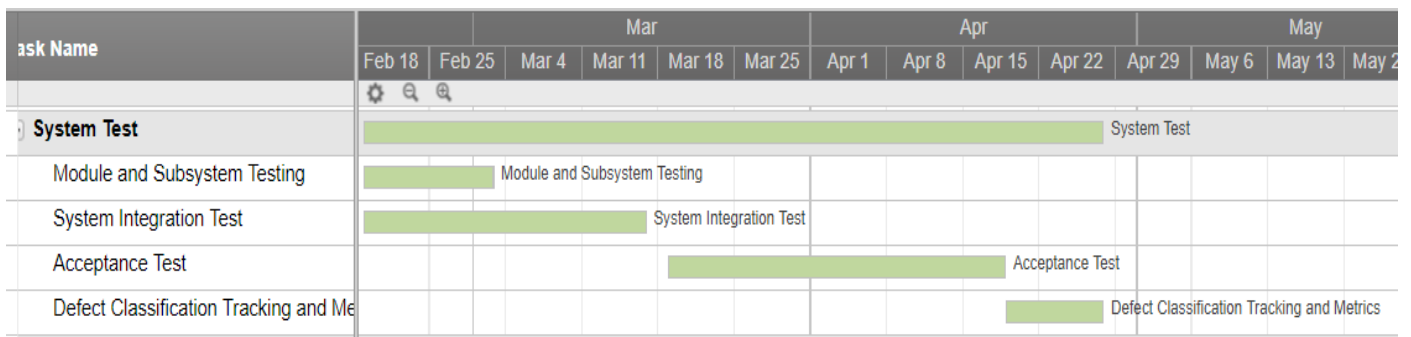 Mar Apr May
ask Name
Feb 18 Feb 25 Mar 4 Mar 11 Mar 18 Mar 25 Apr 1 Apr 8 Apr 15 Apr 22 Apr 29 May 6 May 13 May 2
System Test System Test
Module and Subsystem Testing Module and Subsystem Testing
System Integration Test System Integration Test
Acceptance Test Acceptance Test
Defect Classification Tracking and Me Defect Classification Tracking and Metrics